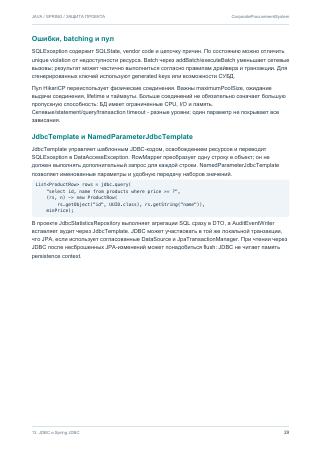 JAVA / SPRING / ЗАЩИТА ПРОЕКТА CorporateProcurementSystem
Ошибки, batching и пул
SQLException содержит SQLState, vendor code и цепочку причин. По состоянию можно отличить
unique violation от недоступности ресурса. Batch через addBatch/executeBatch уменьшает сетевые
вызовы; результат может частично выполниться согласно правилам драйвера и транзакции. Для
сгенерированных ключей используют generated keys или возможности СУБД.
Пул HikariCP переиспользует физические соединения. Важны maximumPoolSize, ожидание
выдачи соединения, lifetime и таймауты. Больше соединений не обязательно означает большую
пропускную способность: БД имеет ограниченные CPU, I/O и память.
Сетевые/statement/query/transaction timeout - разные уровни; один параметр не покрывает все
зависания.
JdbcTemplate и NamedParameterJdbcTemplate
JdbcTemplate управляет шаблонным JDBC-кодом, освобождением ресурсов и переводит
SQLException в DataAccessException. RowMapper преобразует одну строку в объект; он не
должен выполнять дополнительный запрос для каждой строки. NamedParameterJdbcTemplate
позволяет именованные параметры и удобную передачу наборов значений.
List<ProductRow> rows = jdbc.query(
"select id, name from products where price >= ?",
(rs, n) -> new ProductRow(
rs.getObject("id", UUID.class), rs.getString("name")),
minPrice);
В проекте JdbcStatisticsRepository выполняет агрегации SQL сразу в DTO, а AuditEventWriter
вставляет аудит через JdbcTemplate. JDBC может участвовать в той же локальной транзакции,
что JPA, если использует согласованные DataSource и JpaTransactionManager. При чтении через
JDBC после несброшенных JPA-изменений может понадобиться flush: JDBC не читает память
persistence context.
13. JDBC и Spring JDBC 29